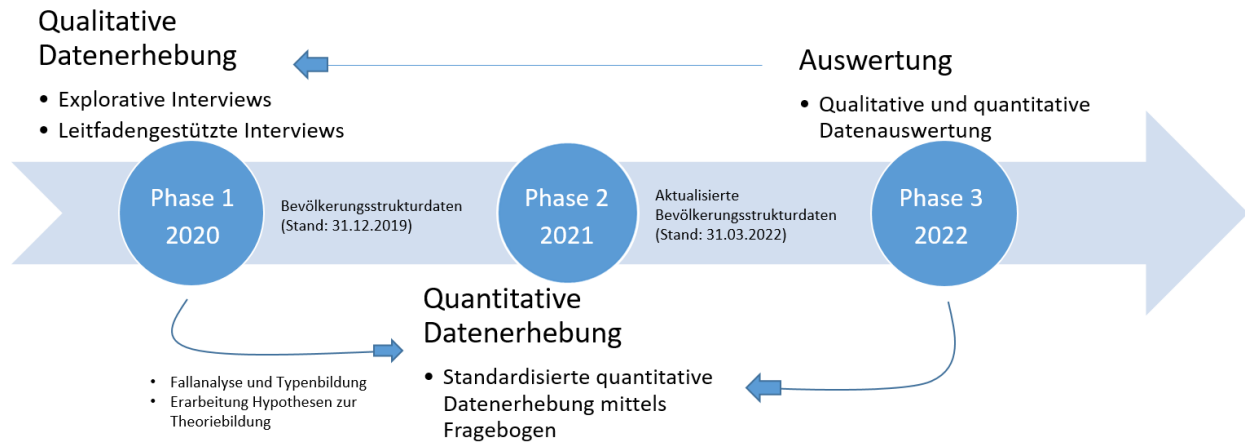 Qualitative
Datenerhebung
• Explorative Interviews
• Leitfadengestützte Interviews
Auswertung
• Qualitative und quantitative
Datenauswertung
Phase 1
2020
Bevölkerungsstrukturdaten
(Stand: 31.12.2019)
Phase 2
2021
Aktualisierte
Bevölkerungsstrukturdaten
(Stand: 31.03.2022)
Phase 3
2022
Quantitative
Datenerhebung
• Standardisierte quantitative
Datenerhebung mittels
Fragebogen
• Fallanalyse und Typenbildung
• Erarbeitung Hypothesen zur
Theoriebildung